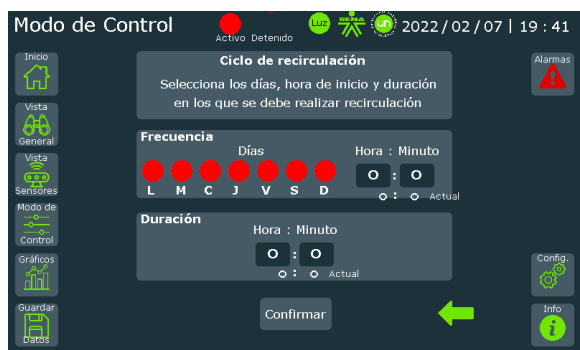 Modo de Control
Activo Detenido
Luz
SENA
un
2022/02/07| 19 : 41
Inicio
Vista
General
Vista
Sensores
Modo de
Control
Gráficos
Guardar
Datos
Ciclo de recirculación
Selecciona los días, hora de inicio y duración
en los que se debe realizar recirculación
Frecuencia
Días
Hora : Minuto
L M C J V S D
0 : 0
0 : 0 Actual
Duración
Hora : Minuto
0 : 0
0 : 0 Actual
Confirmar
Alarmas
Config.
Info
i